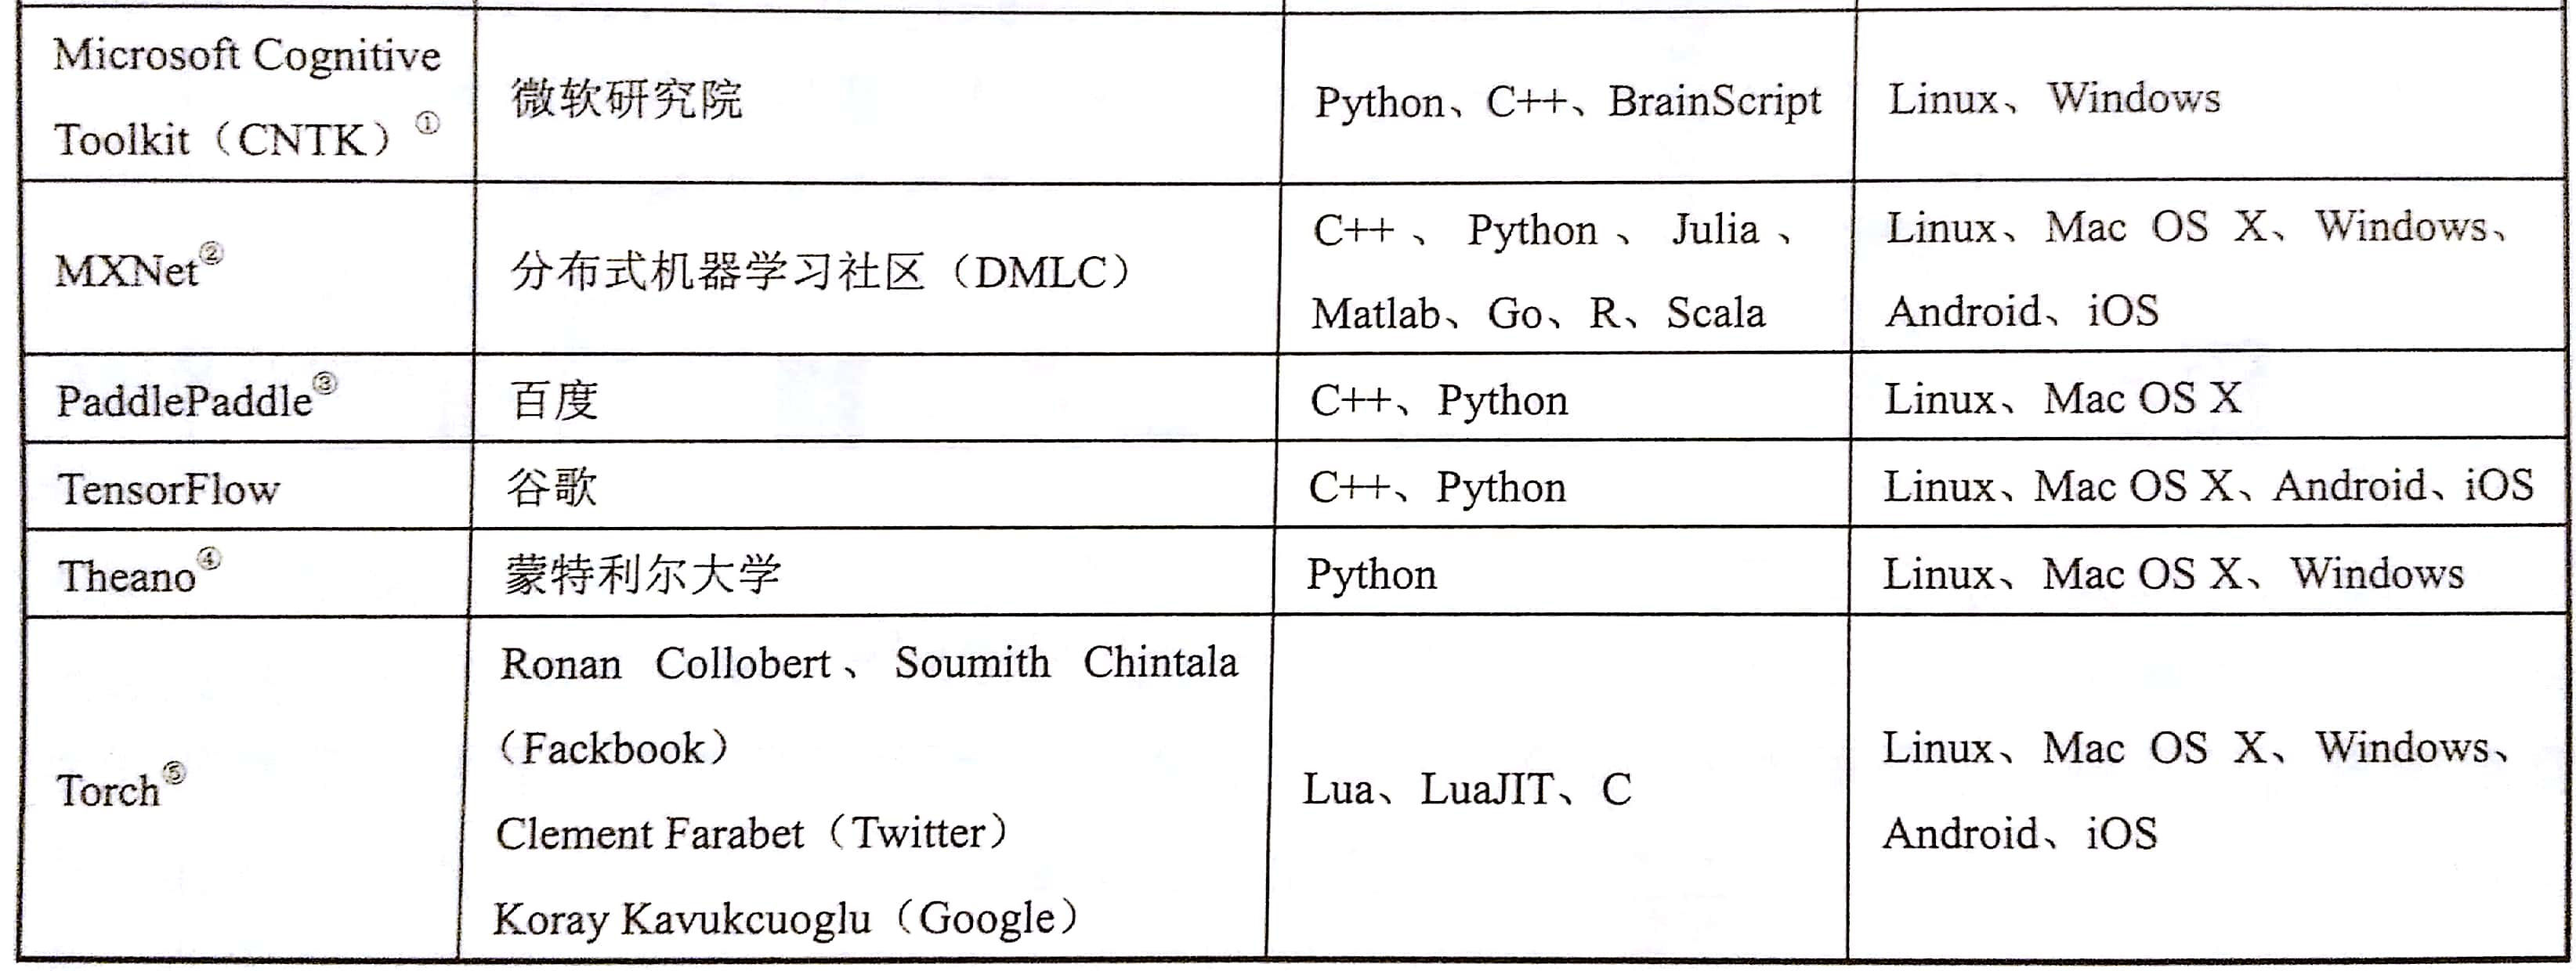 Microsoft Cognitive
Toolkit（CNTK）①
微软研究院
Python、C++、BrainScript
Linux、Windows
MXNet②
分布式机器学习社区（DMLC）
C++、Python、Julia、
Matlab、Go、R、Scala
Linux、Mac OS X、Windows、
Android、iOS
PaddlePaddle③
百度
C++、Python
Linux、Mac OS X
TensorFlow
谷歌
C++、Python
Linux、Mac OS X、Android、iOS
Theano④
蒙特利尔大学
Python
Linux、Mac OS X、Windows
Torch⑤
Ronan Collobert、Soumith Chintala
（Fackbook）
Clement Farabet（Twitter）
Koray Kavukcuoglu（Google）
Lua、LuaJIT、C
Linux、Mac OS X、Windows、
Android、iOS